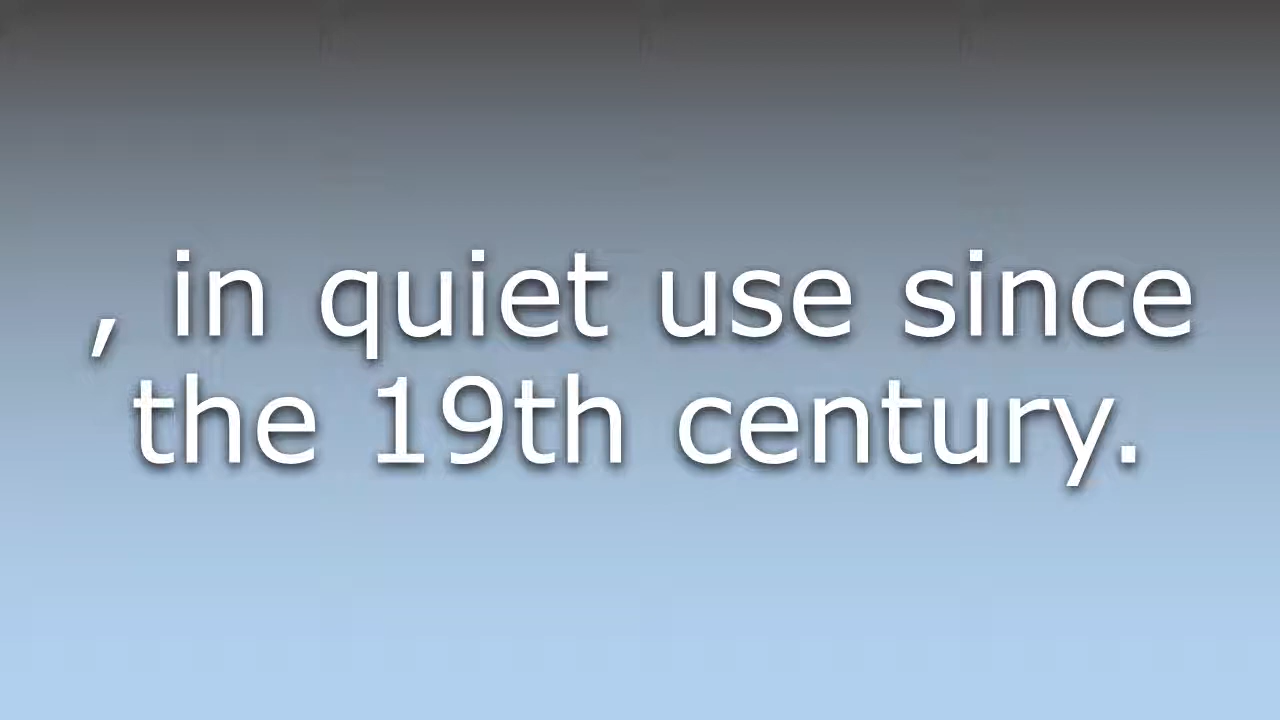 , in quiet use since
the 19th century.